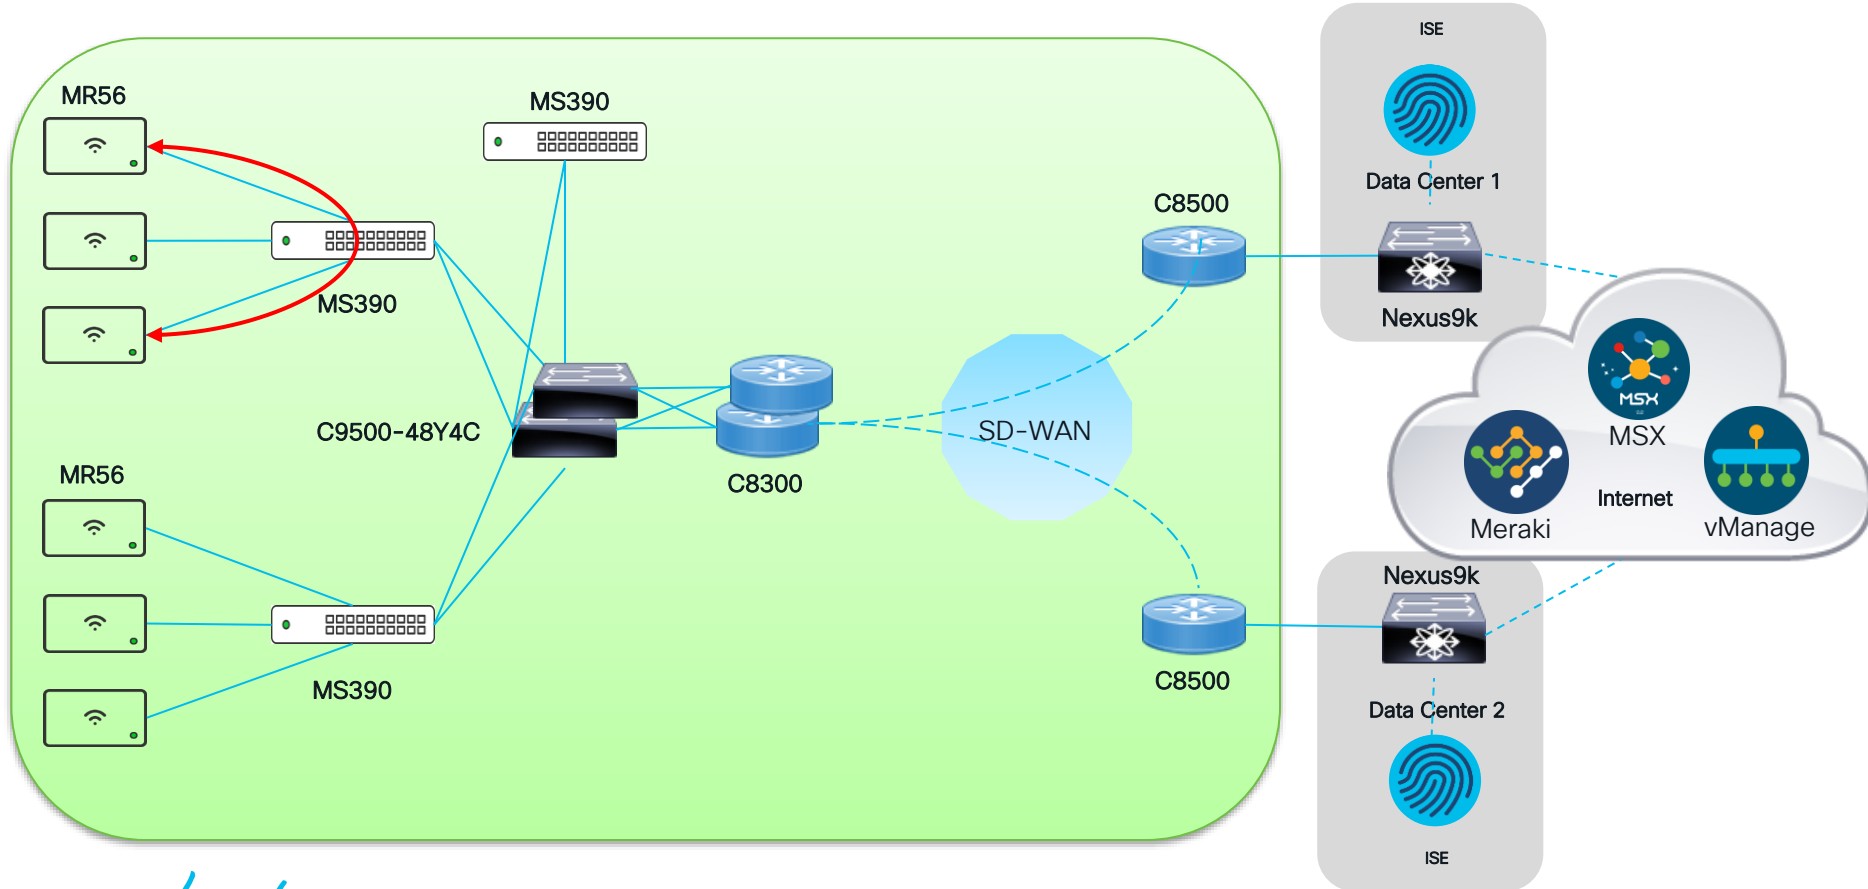 ISE
MR56
MS390
Data Center 1
C8500
MS390
Nexus9k
MSX
MSX
C9500-48Y4C
SD-WAN
MR56
C8300
Internet
Meraki
vManage
Nexus9k
MS390
C8500
Data Center 2
ISE